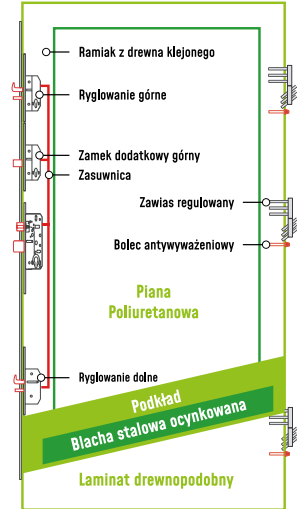 Ramiak z drewna klejonego
Ryglowanie górne
Zamek dodatkowy górny
Zasuwnica
Zawias regulowany
Bolec antywyważeniowy
Piana
Poliuretanowa
Ryglowanie dolne
Podkład
Blacha stalowa ocynkowana
Laminat drewnopodobny